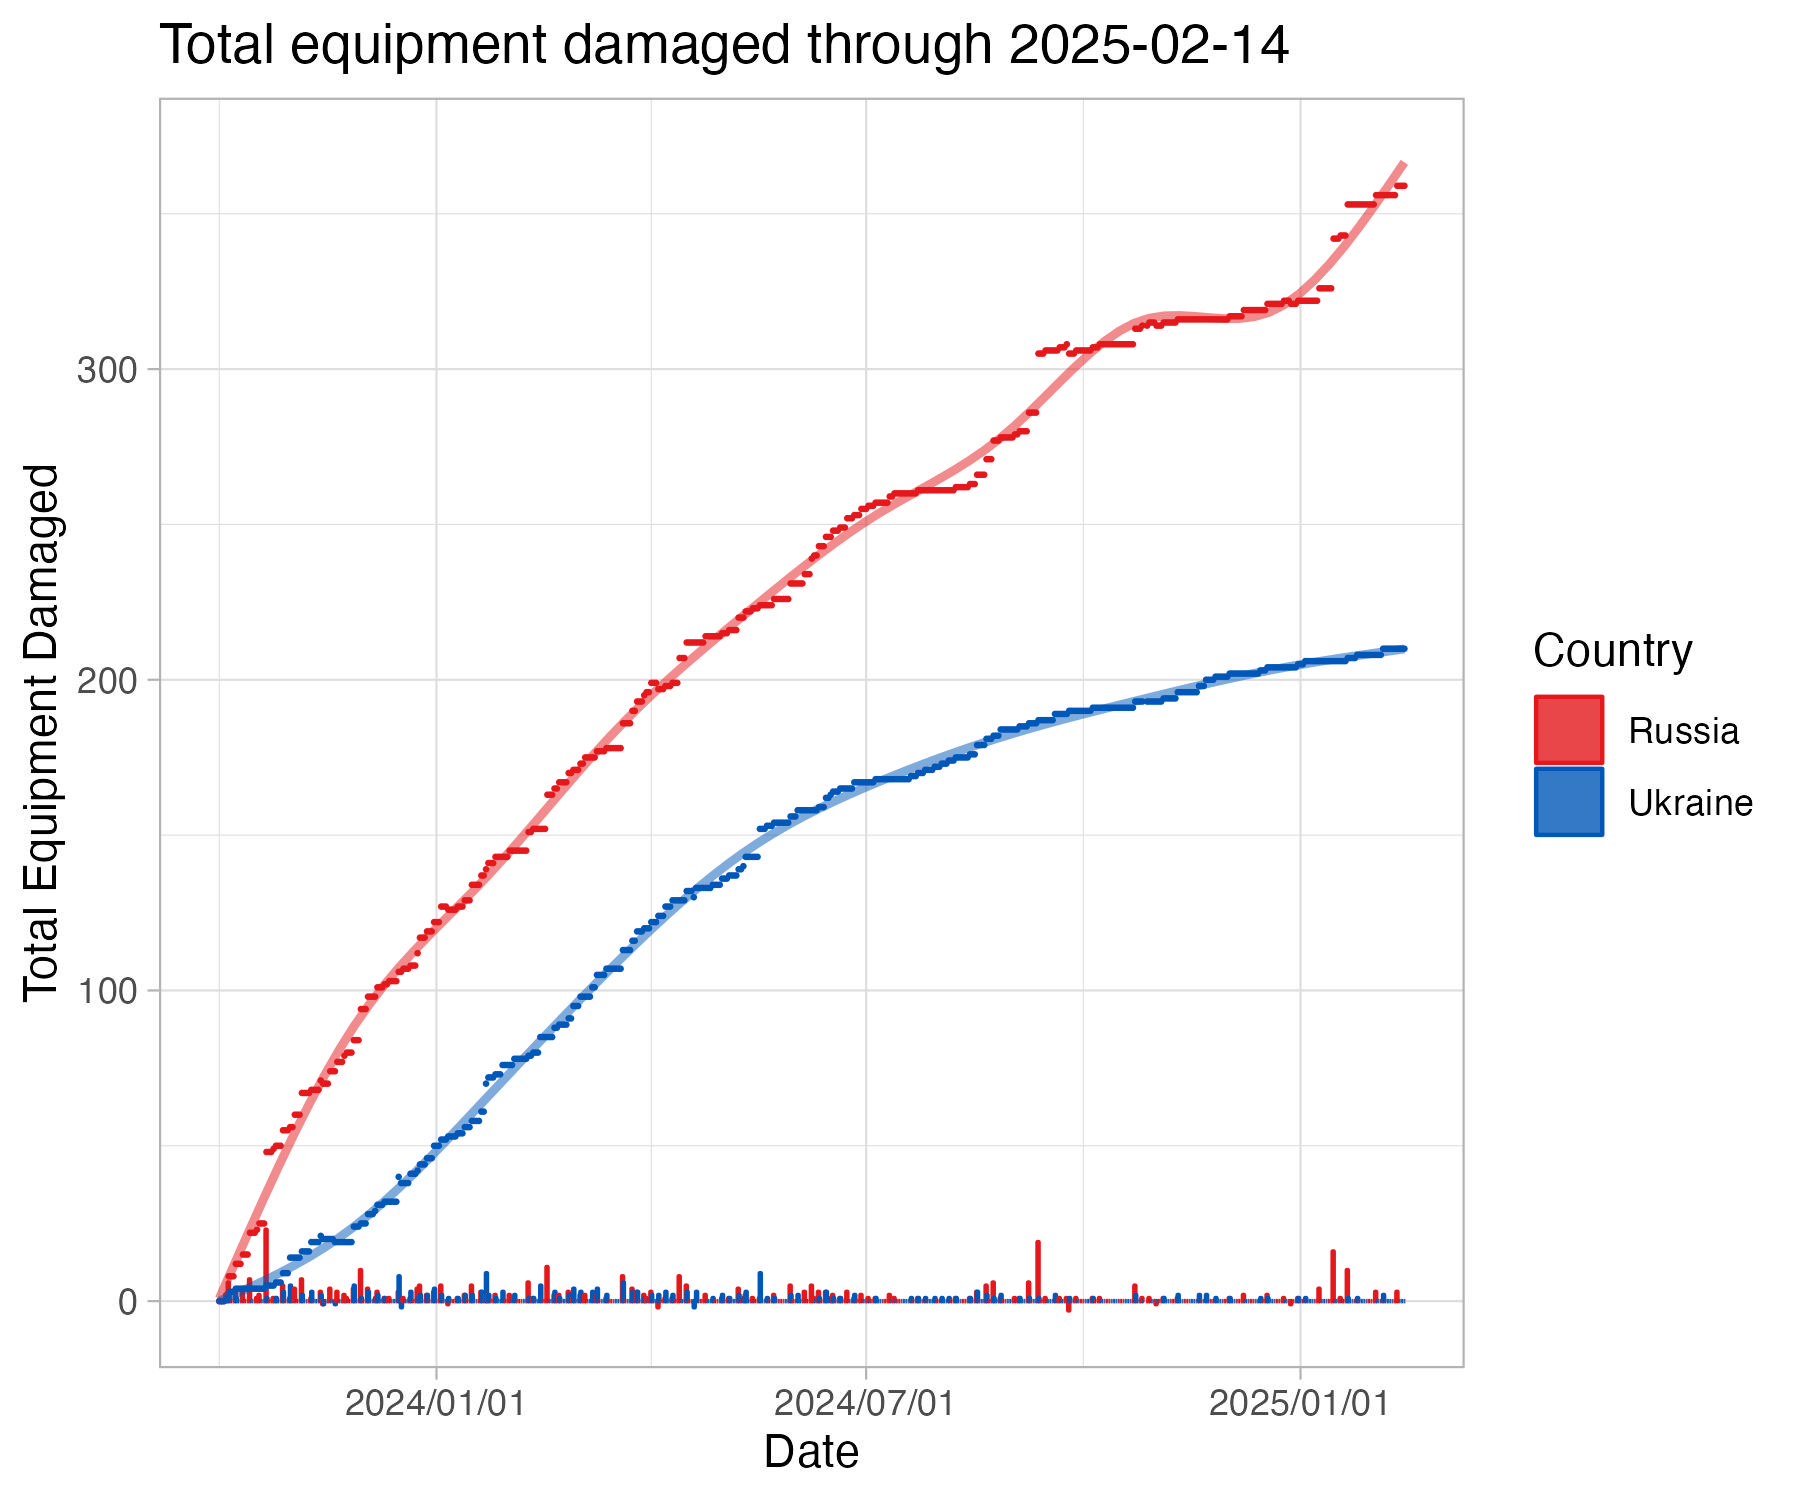 Total equipment damaged through 2025-02-14
Total Equipment Damaged
300
200
100
0
2024/01/01
2024/07/01
2025/01/01
Date
Country
Russia
Ukraine